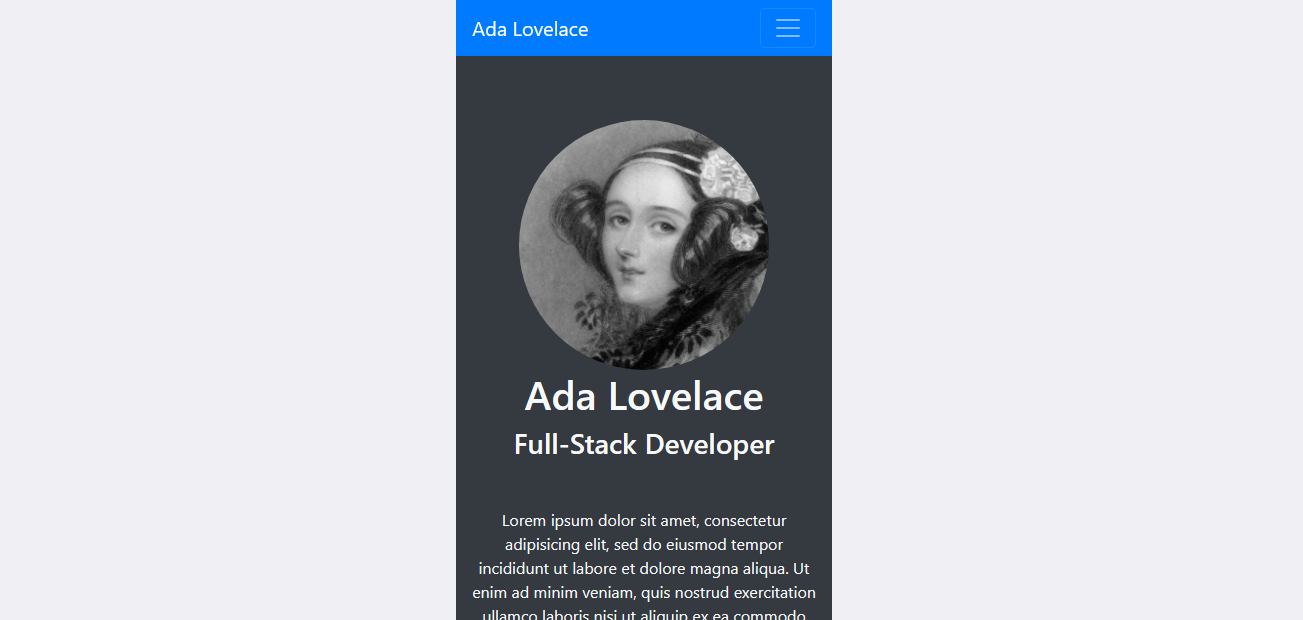 Ada Lovelace
Ada Lovelace
Full-Stack Developer
Lorem ipsum dolor sit amet, consectetur
adipisicing elit, sed do eiusmod tempor
incididunt ut labore et dolore magna aliqua. Ut
enim ad minim veniam, quis nostrud exercitation
ullamco laboris nisi ut aliquip ex ea commodo